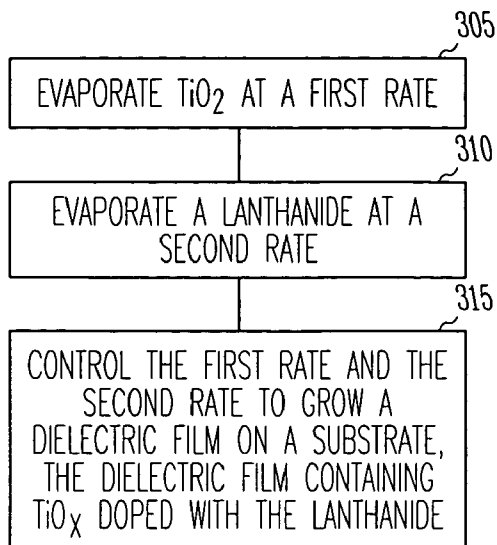 305
EVAPORATE TiO₂ AT A FIRST RATE
310
EVAPORATE A LANTHANIDE AT A
SECOND RATE
315
CONTROL THE FIRST RATE AND THE
SECOND RATE TO GROW A
DIELECTRIC FILM ON A SUBSTRATE,
THE DIELECTRIC FILM CONTAINING
TiOₓ DOPED WITH THE LANTHANIDE